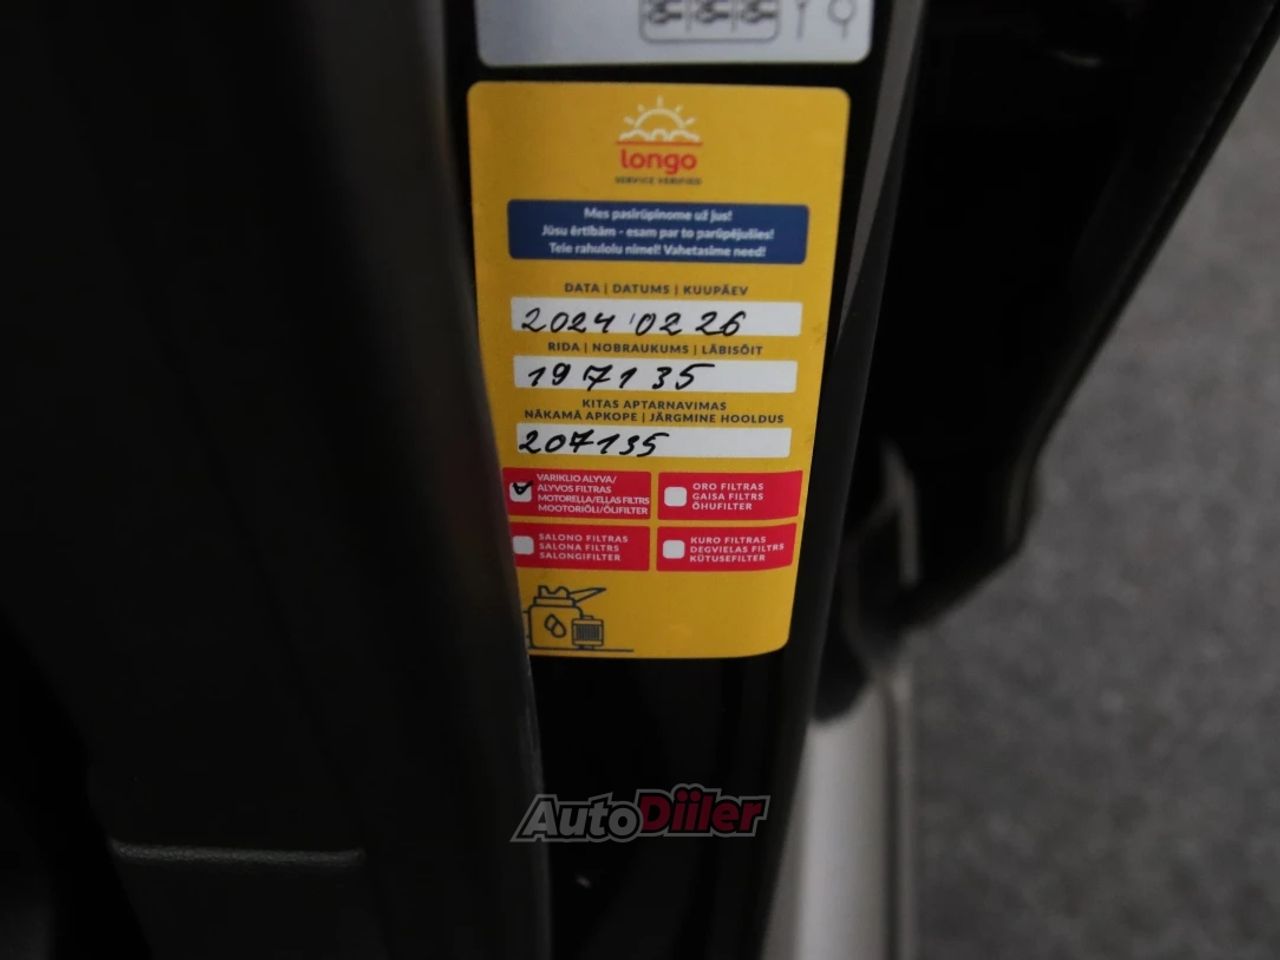 longo
SERVICE VERIFIED
Mes pasirūpinome už jus!
Jūsu ērtībām - esam par to parūpējušies!
Teie rahulolu nimel! Vahetasime need!
DATA | DATUMS | KUUPÄEV
2024 02 26
RIDA | NOBRAUKUMS | LÄBISÕIT
197135
KITAS APTARNAVIMAS
NĀKAMĀ APKOPE | JÄRGMINE HOOLDUS
207135
VARIKLIO ALYVA/
ALYVOS FILTRAS
MOTOREĻĻA/EĻĻAS FILTRS
MOOTORIÕLI/ÕLIFILTER
ORO FILTRAS
GAISA FILTRS
ÕHUFILTER
SALONO FILTRAS
SALONA FILTRS
SALONGIFILTER
KURO FILTRAS
DEGVIELAS FILTRS
KÜTUSEFILTER
AutoDiiler